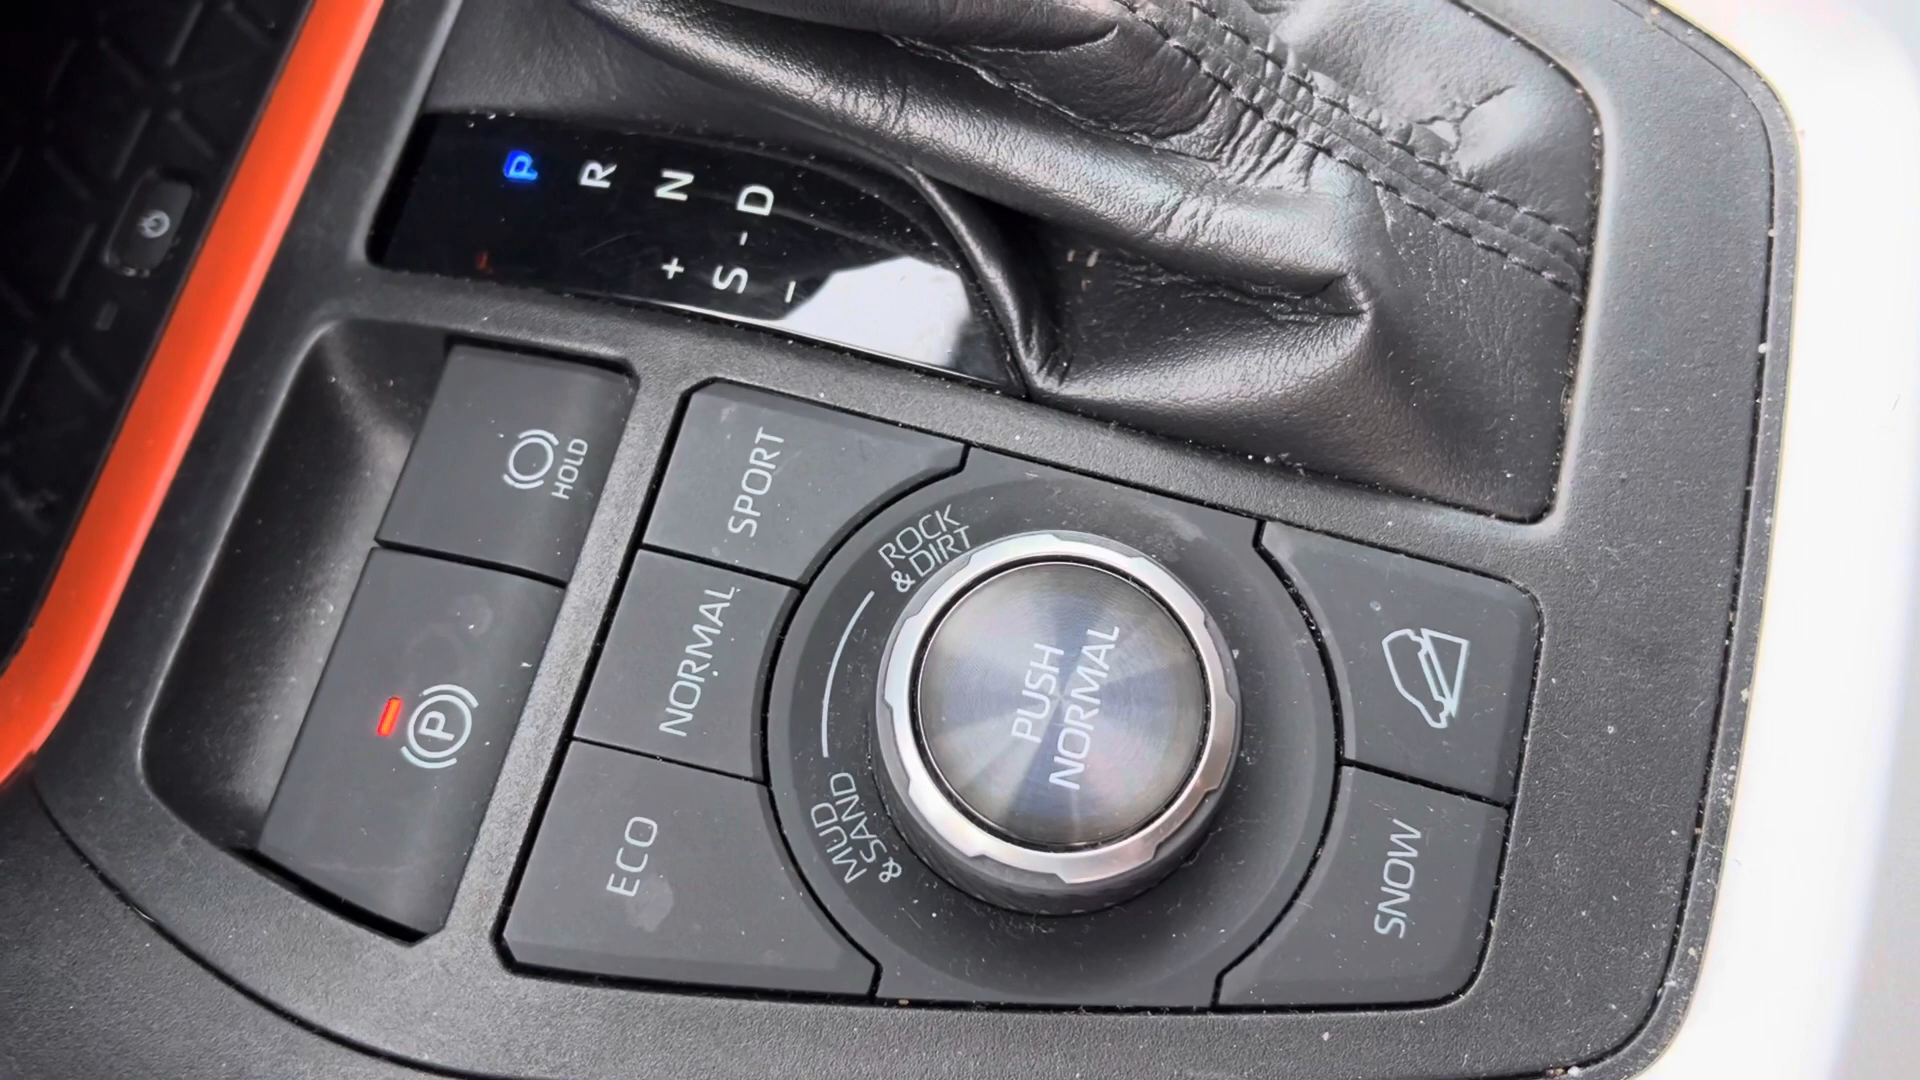 P
R
N
D
-
+
S
–
HOLD
(P)
SPORT
NORMAL
ECO
ROCK
& DIRT
MUD
& SAND
PUSH
NORMAL
SNOW